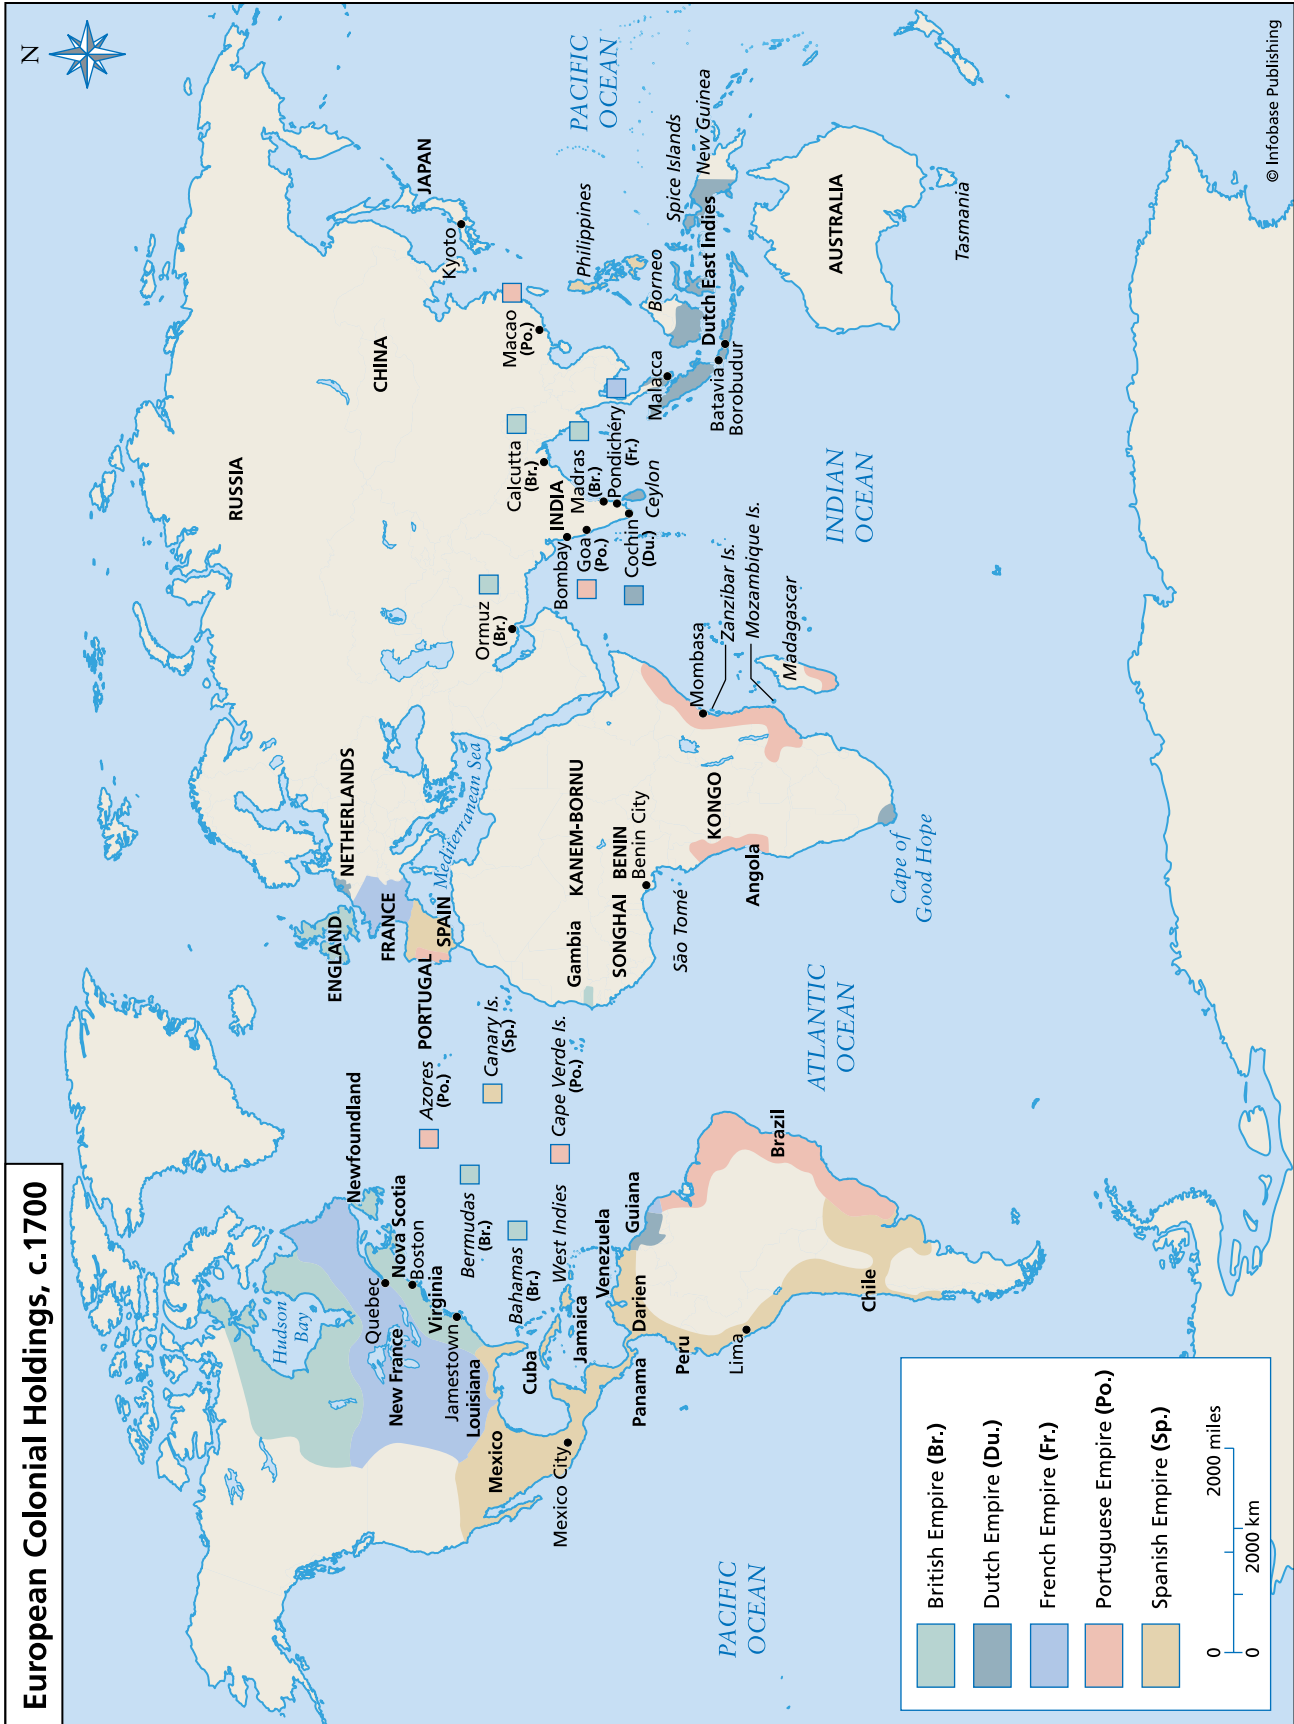 European Colonial Holdings, c.1700
N
RUSSIA
CHINA
JAPAN
Kyoto
PACIFIC
OCEAN
ENGLAND
NETHERLANDS
FRANCE
PORTUGAL
SPAIN
Mediterranean Sea
Hudson
Bay
Newfoundland
Quebec
Nova Scotia
Boston
New France
Virginia
Jamestown
Louisiana
Mexico
Mexico City
Azores
(Po.)
Bermudas
(Br.)
Canary Is.
(Sp.)
Bahamas
(Br.)
Cape Verde Is.
(Po.)
West Indies
Cuba
Jamaica
Venezuela
Guiana
Darien
Panama
Peru
Lima
Brazil
Chile
PACIFIC
OCEAN
ATLANTIC
OCEAN
Gambia
KANEM-BORNU
SONGHAI
BENIN
Benin City
São Tomé
KONGO
Angola
Cape of
Good Hope
Mombasa
Zanzibar Is.
Mozambique Is.
Madagascar
Ormuz
(Br.)
Calcutta
(Br.)
INDIA
Bombay
Goa
(Po.)
Madras
(Br.)
Pondichéry
(Fr.)
Cochin
(Du.)
Ceylon
Macao
(Po.)
Philippines
Malacca
Borneo
Spice Islands
New Guinea
Dutch East Indies
Batavia
Borobudur
INDIAN
OCEAN
AUSTRALIA
Tasmania
British Empire (Br.)
Dutch Empire (Du.)
French Empire (Fr.)
Portuguese Empire (Po.)
Spanish Empire (Sp.)
0 2000 miles
0 2000 km
© Infobase Publishing